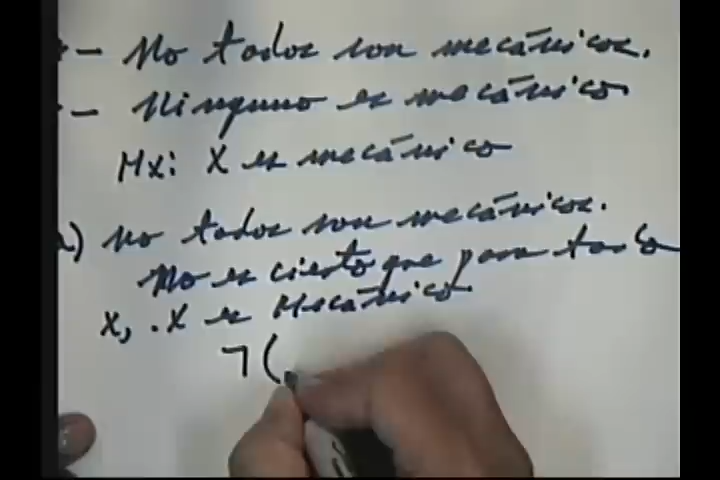 - No todos son mecánicos.
- Ninguno es mecánico.
Mx: X es mecánico
a) No todos son mecánicos.
No es cierto que para todo
x, .X es Mecánico.
¬(